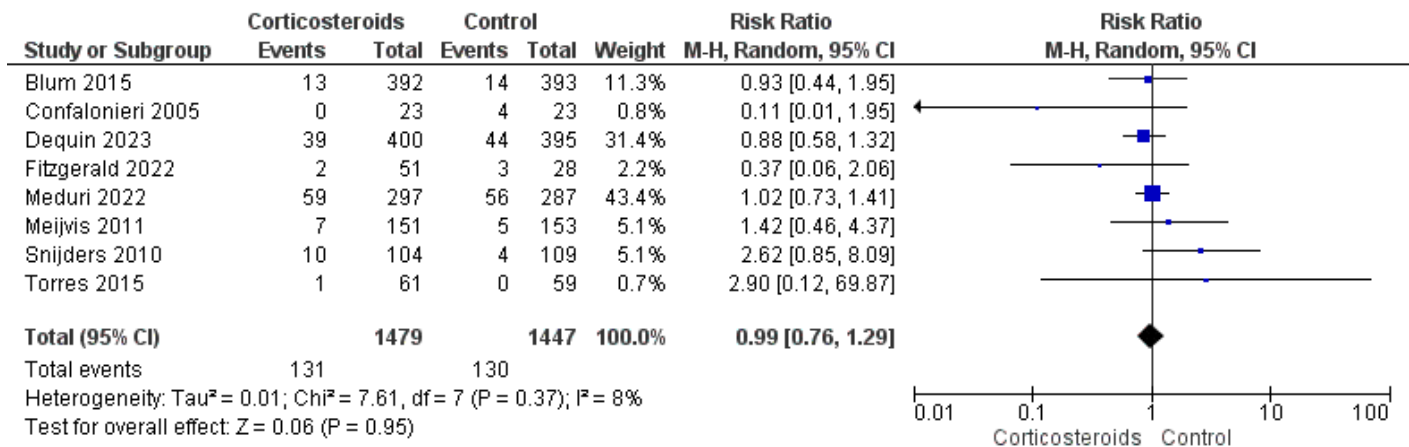 Corticosteroids Control Risk Ratio Risk Ratio
Study or Subgroup Events Total Events Total Weight M-H, Random, 95% CI M-H, Random, 95% CI
Blum 2015 13 392 14 393 11.3% 0.93 [0.44, 1.95]
Confalonieri 2005 0 23 4 23 0.8% 0.11 [0.01, 1.95]
Dequin 2023 39 400 44 395 31.4% 0.88 [0.58, 1.32]
Fitzgerald 2022 2 51 3 28 2.2% 0.37 [0.06, 2.06]
Meduri 2022 59 297 56 287 43.4% 1.02 [0.73, 1.41]
Meijvis 2011 7 151 5 153 5.1% 1.42 [0.46, 4.37]
Snijders 2010 10 104 4 109 5.1% 2.62 [0.85, 8.09]
Torres 2015 1 61 0 59 0.7% 2.90 [0.12, 69.87]
Total (95% CI) 1479 1447 100.0% 0.99 [0.76, 1.29]
Total events 131 130
Heterogeneity: Tau² = 0.01; Chi² = 7.61, df = 7 (P = 0.37); I² = 8%
Test for overall effect: Z = 0.06 (P = 0.95)
0.01 0.1 1 10 100
Corticosteroids Control